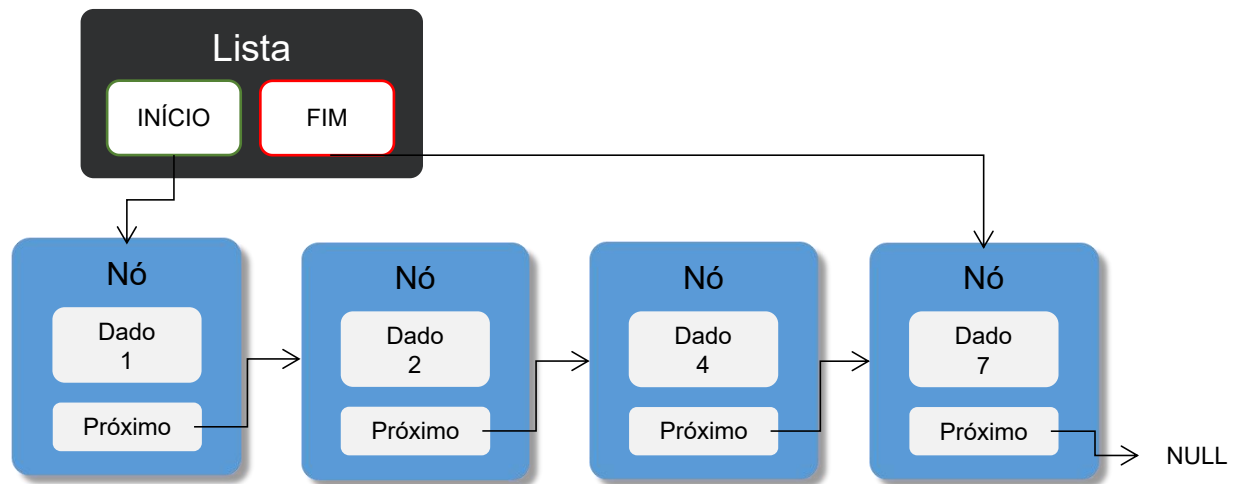 Lista
INÍCIO
FIM
Nó
Dado
1
Próximo
Nó
Dado
2
Próximo
Nó
Dado
4
Próximo
Nó
Dado
7
Próximo
NULL